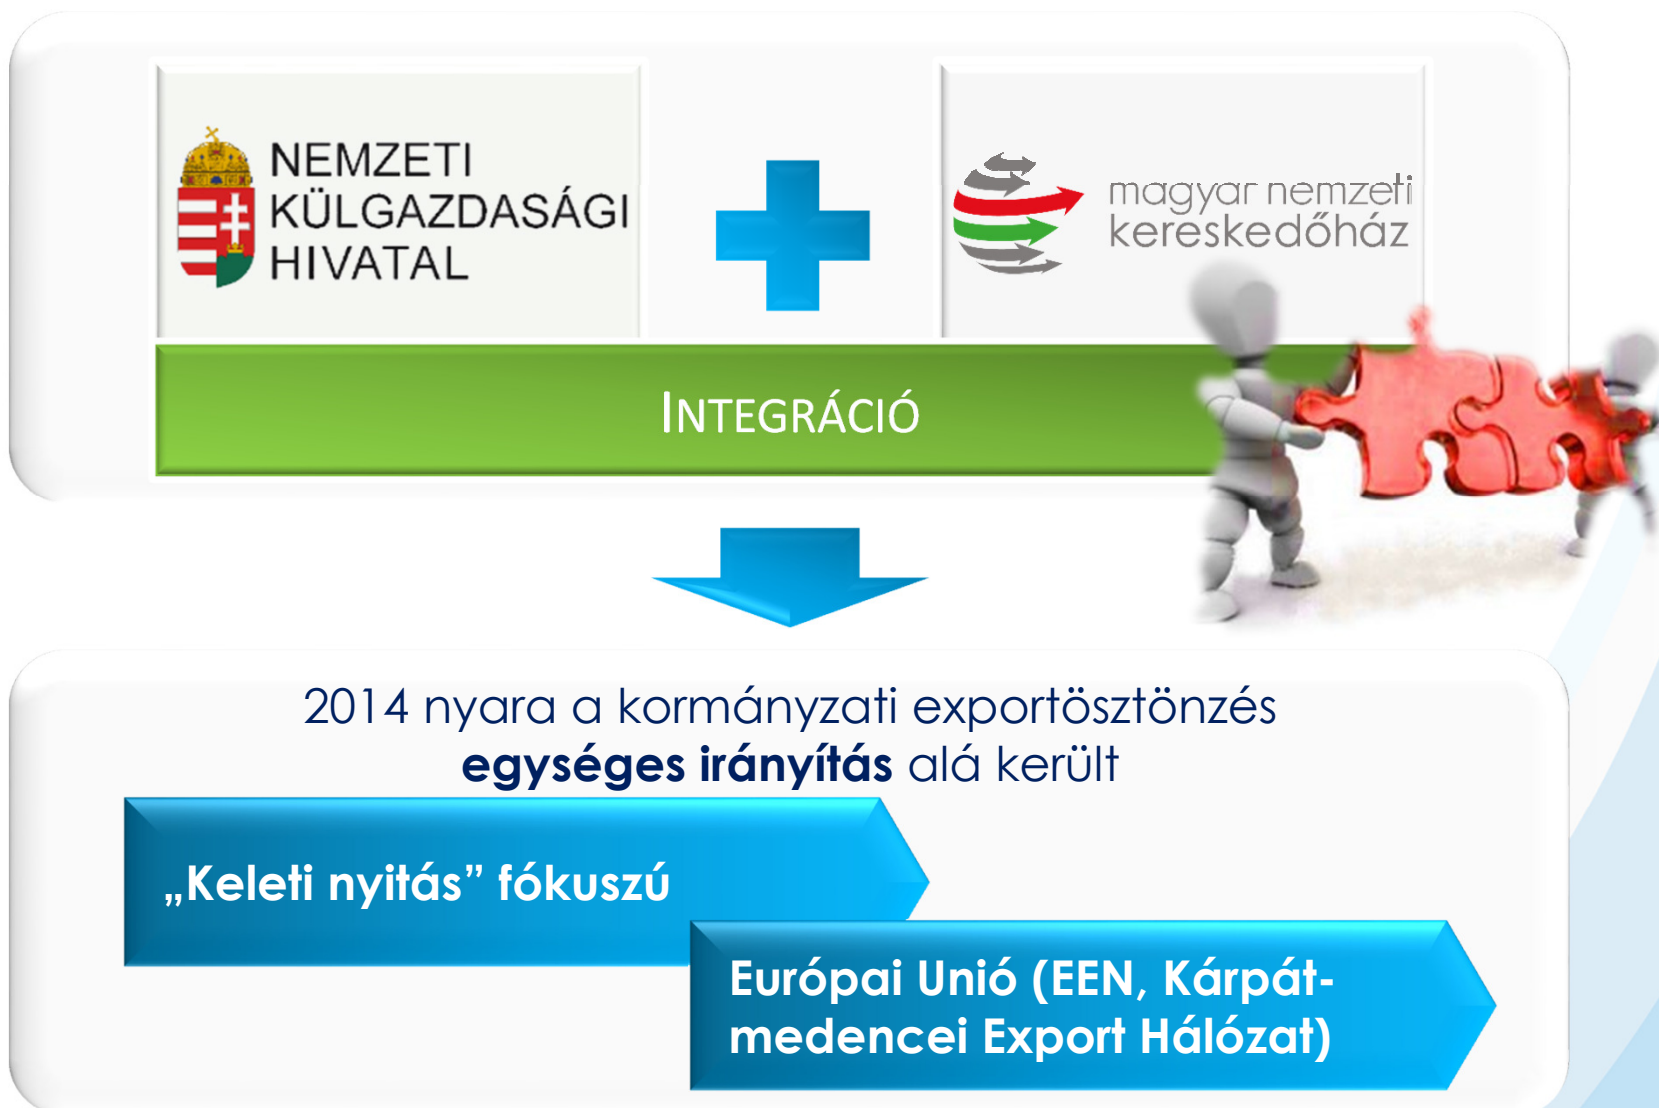 NEMZETI
KÜLGAZDASÁGI
HIVATAL
magyar nemzeti
kereskedőház
INTEGRÁCIÓ
2014 nyara a kormányzati exportösztönzés
egységes irányítás alá került
„Keleti nyitás” fókuszú
Európai Unió (EEN, Kárpát-
medencei Export Hálózat)